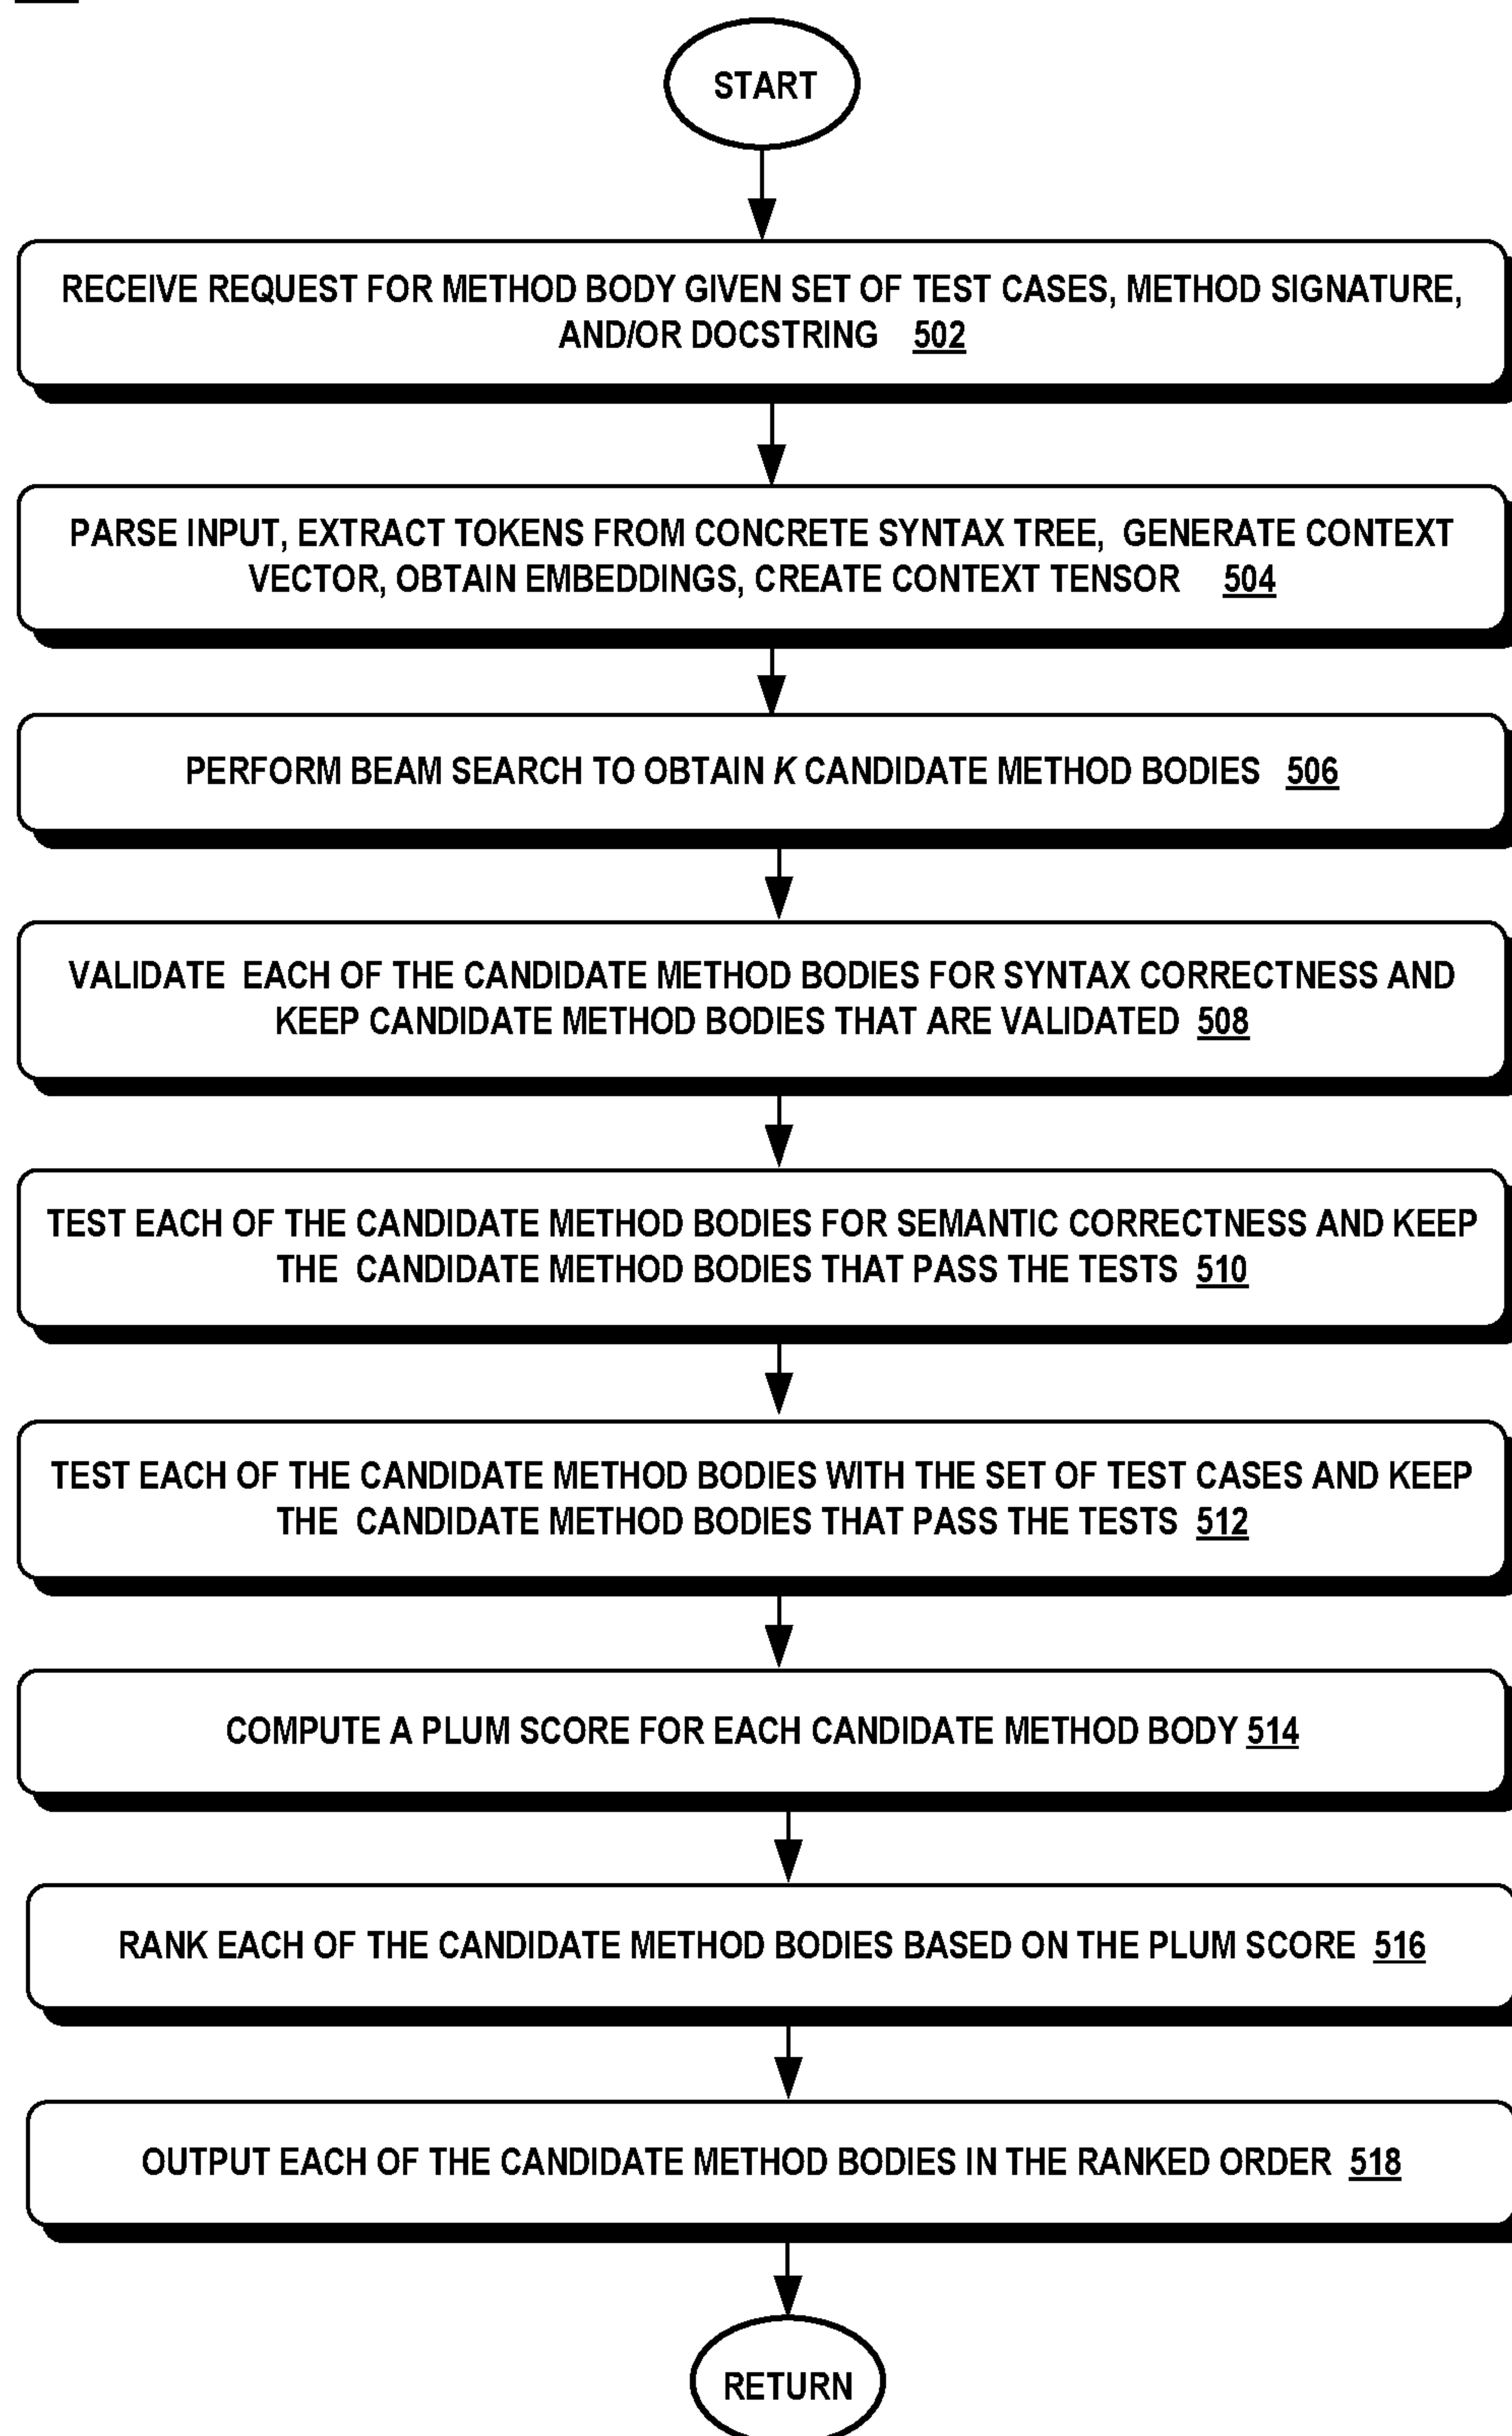 START
RECEIVE REQUEST FOR METHOD BODY GIVEN SET OF TEST CASES, METHOD SIGNATURE,
AND/OR DOCSTRING 502
PARSE INPUT, EXTRACT TOKENS FROM CONCRETE SYNTAX TREE, GENERATE CONTEXT
VECTOR, OBTAIN EMBEDDINGS, CREATE CONTEXT TENSOR 504
PERFORM BEAM SEARCH TO OBTAIN K CANDIDATE METHOD BODIES 506
VALIDATE EACH OF THE CANDIDATE METHOD BODIES FOR SYNTAX CORRECTNESS AND
KEEP CANDIDATE METHOD BODIES THAT ARE VALIDATED 508
TEST EACH OF THE CANDIDATE METHOD BODIES FOR SEMANTIC CORRECTNESS AND KEEP
THE CANDIDATE METHOD BODIES THAT PASS THE TESTS 510
TEST EACH OF THE CANDIDATE METHOD BODIES WITH THE SET OF TEST CASES AND KEEP
THE CANDIDATE METHOD BODIES THAT PASS THE TESTS 512
COMPUTE A PLUM SCORE FOR EACH CANDIDATE METHOD BODY 514
RANK EACH OF THE CANDIDATE METHOD BODIES BASED ON THE PLUM SCORE 516
OUTPUT EACH OF THE CANDIDATE METHOD BODIES IN THE RANKED ORDER 518
RETURN